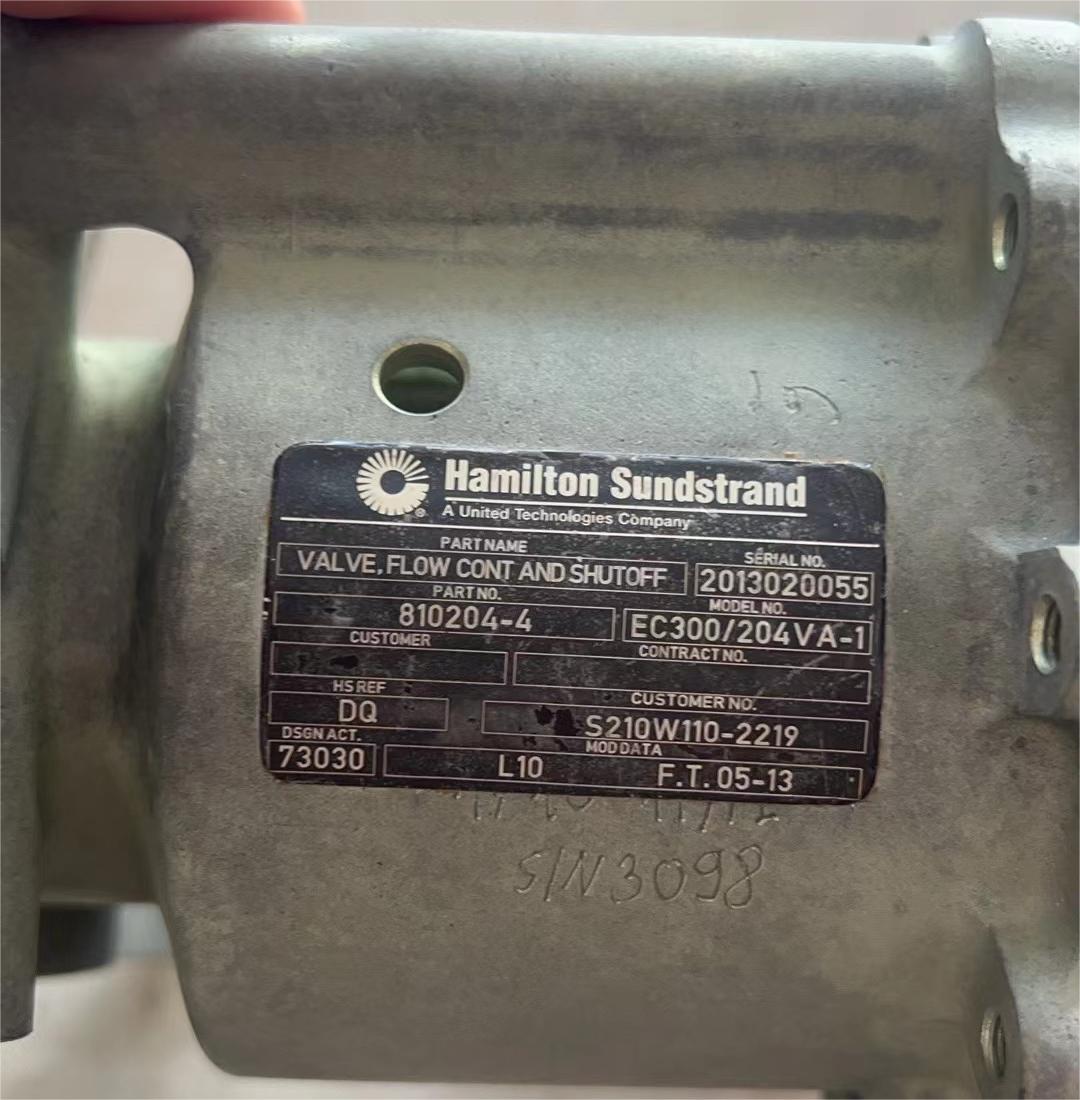 Hamilton Sundstrand
®
A United Technologies Company
PART NAME
VALVE, FLOW CONT AND SHUTOFF
SERIAL NO.
2013020055
PART NO.
810204-4
MODEL NO.
EC300/204VA-1
CUSTOMER
CONTRACT NO.
HS REF
DQ
CUSTOMER NO.
S210W110-2219
DSGN ACT.
73030
MOD DATA
L10 F.T. 05-13
S/N 3098